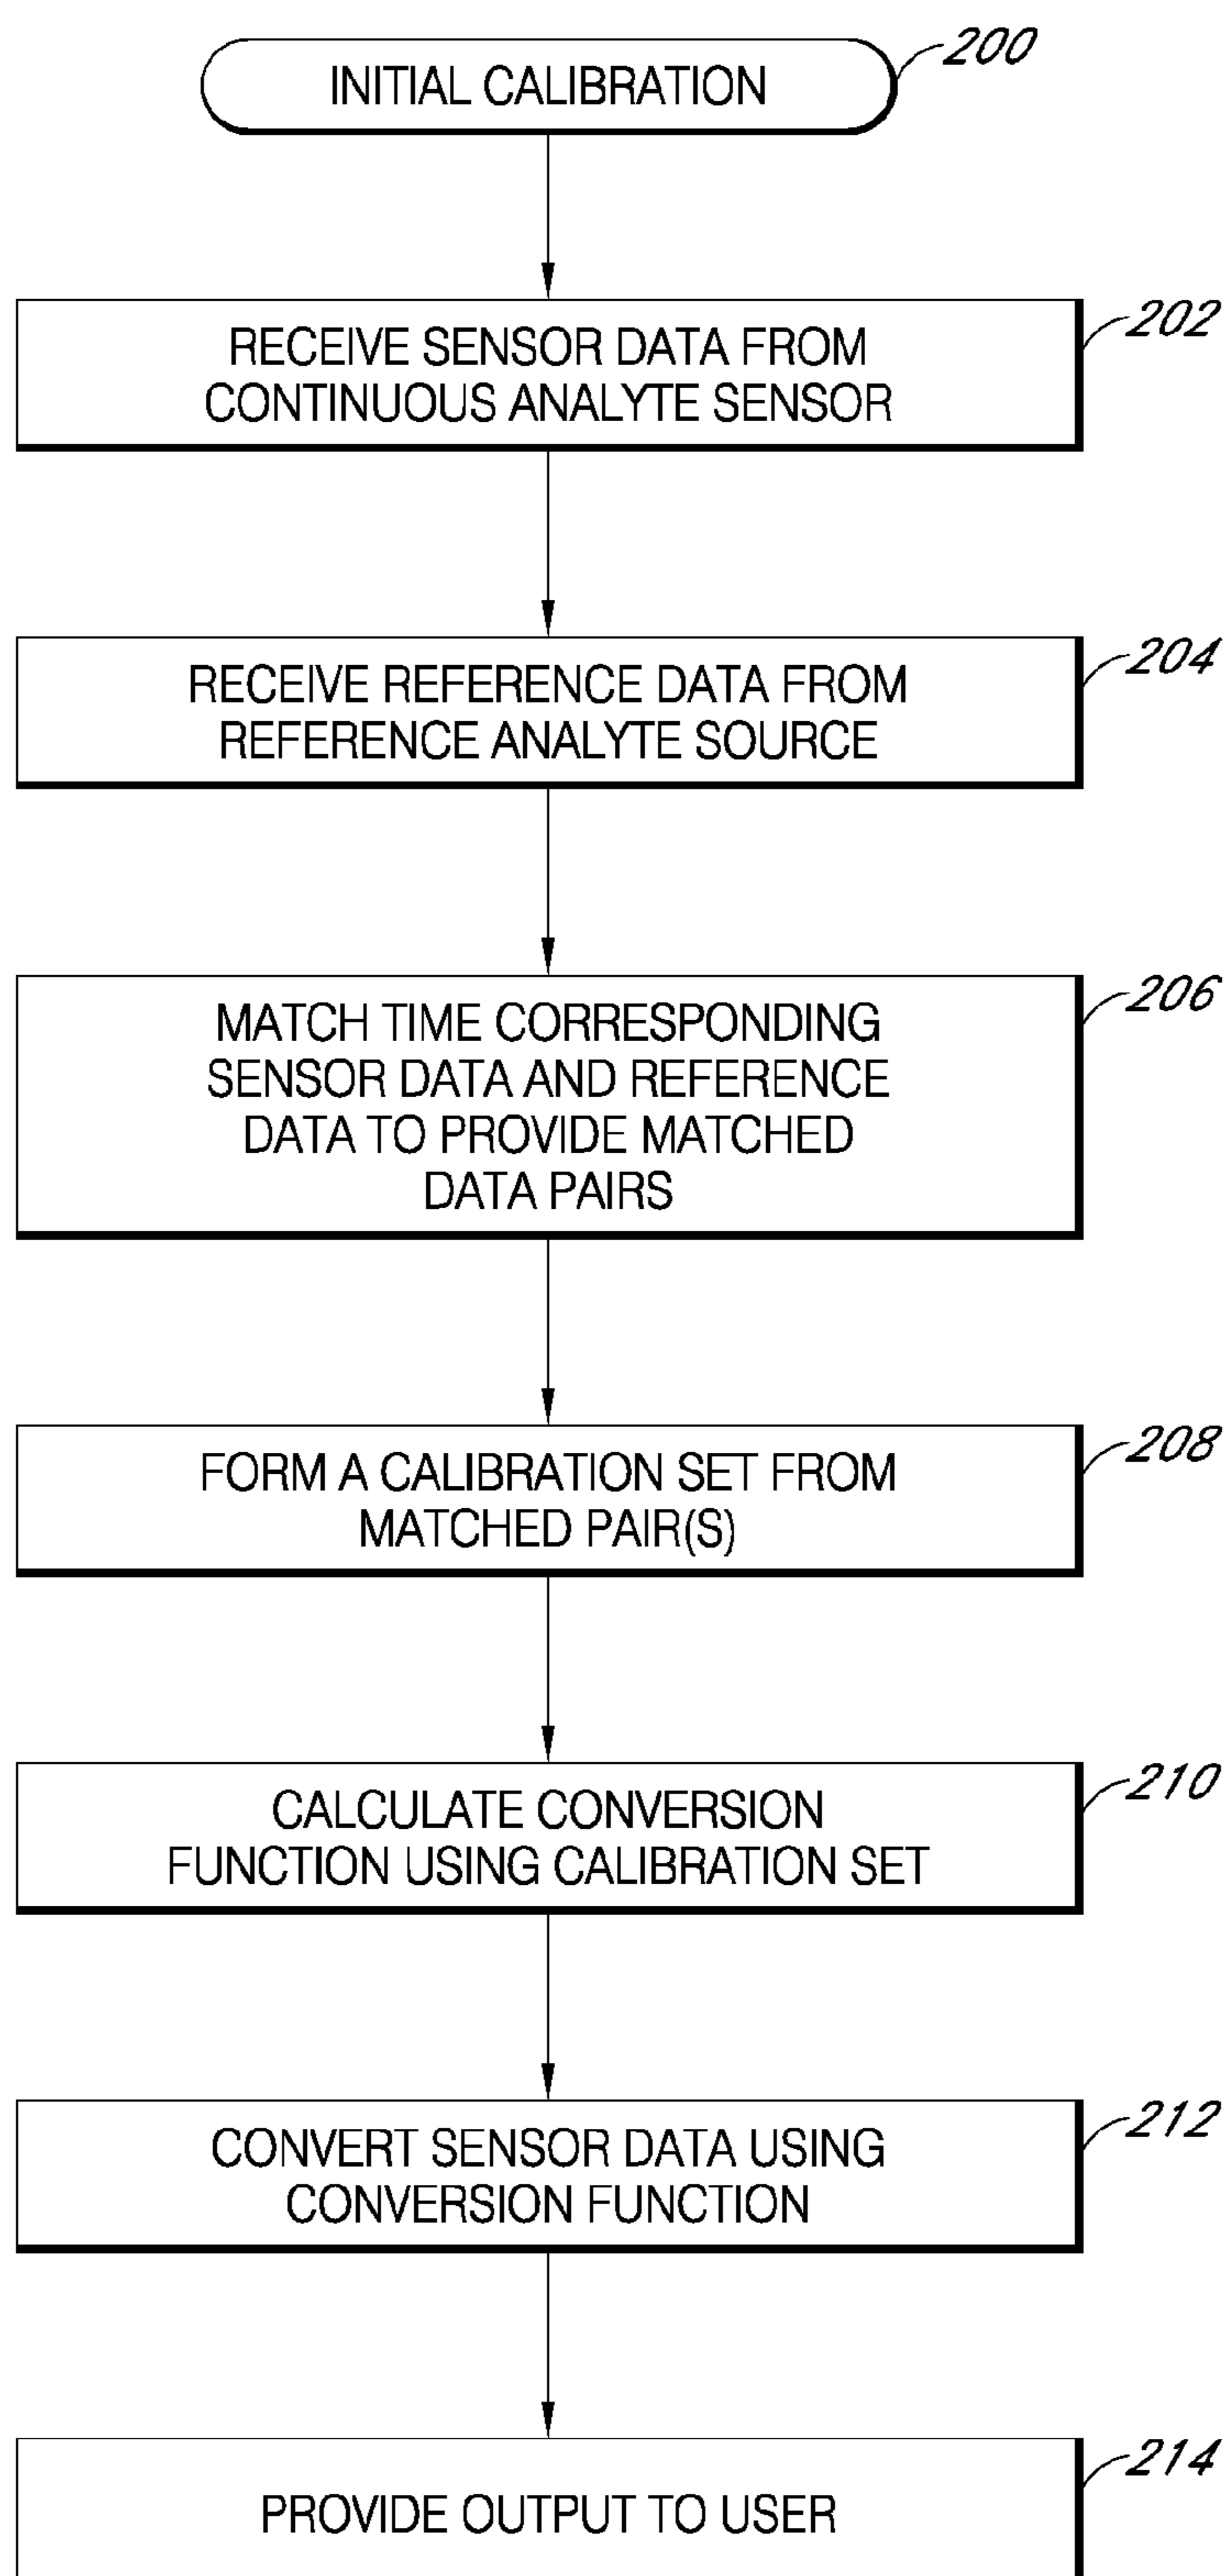 INITIAL CALIBRATION
200
RECEIVE SENSOR DATA FROM
CONTINUOUS ANALYTE SENSOR
202
RECEIVE REFERENCE DATA FROM
REFERENCE ANALYTE SOURCE
204
MATCH TIME CORRESPONDING
SENSOR DATA AND REFERENCE
DATA TO PROVIDE MATCHED
DATA PAIRS
206
FORM A CALIBRATION SET FROM
MATCHED PAIR(S)
208
CALCULATE CONVERSION
FUNCTION USING CALIBRATION SET
210
CONVERT SENSOR DATA USING
CONVERSION FUNCTION
212
PROVIDE OUTPUT TO USER
214